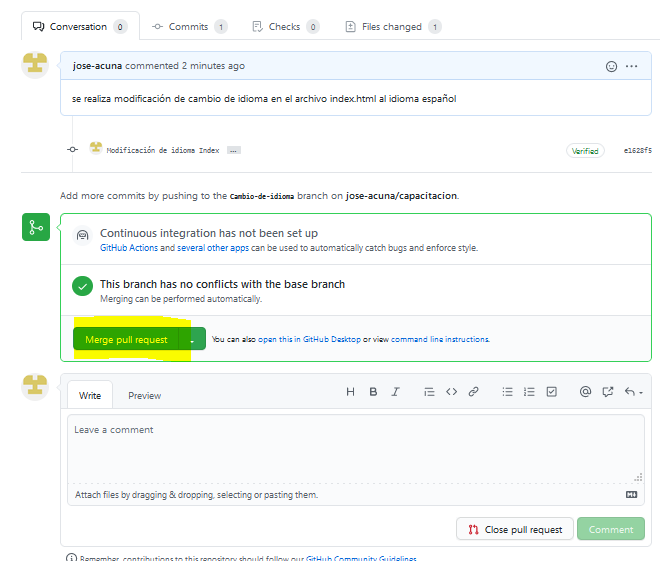 Conversation 0 Commits 1 Checks 0 Files changed 1
jose-acuna commented 2 minutes ago
se realiza modificación de cambio de idioma en el archivo index.html al idioma español
Modificación de idioma Index ... Verified e1628f5
Add more commits by pushing to the Cambio-de-idioma branch on jose-acuna/capacitacion.
Continuous integration has not been set up
GitHub Actions and several other apps can be used to automatically catch bugs and enforce style.
This branch has no conflicts with the base branch
Merging can be performed automatically.
Merge pull request You can also open this in GitHub Desktop or view command line instructions.
Write Preview H B I
Leave a comment
Attach files by dragging & dropping, selecting or pasting them.
Close pull request Comment
Remember, contributions to this repository should follow our GitHub Community Guidelines.